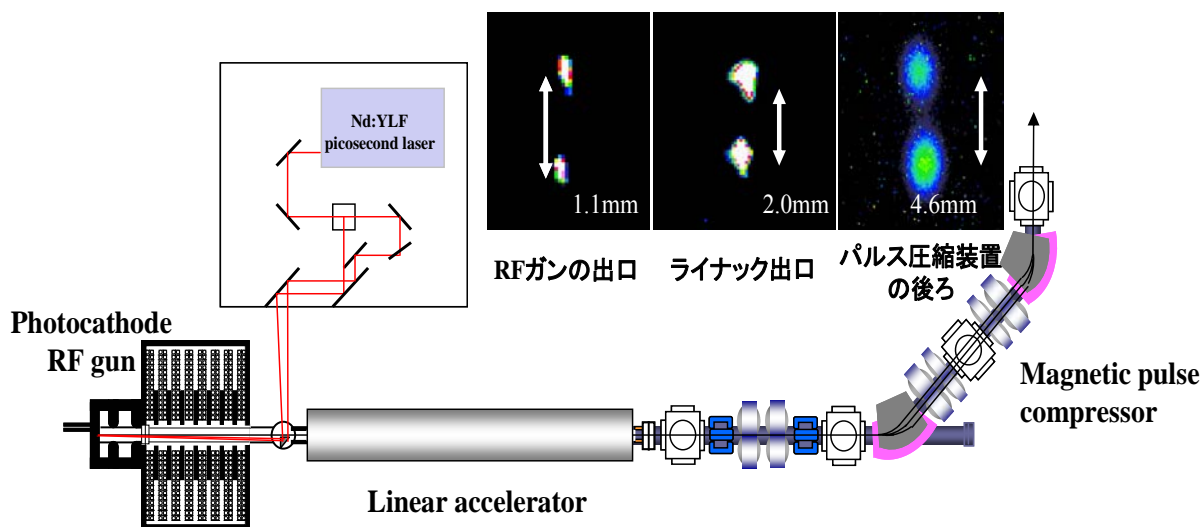 Nd:YLF
picosecond laser
1.1mm
2.0mm
4.6mm
RFガンの出口
ライナック出口
パルス圧縮装置
の後ろ
Photocathode
RF gun
Magnetic pulse
compressor
Linear accelerator